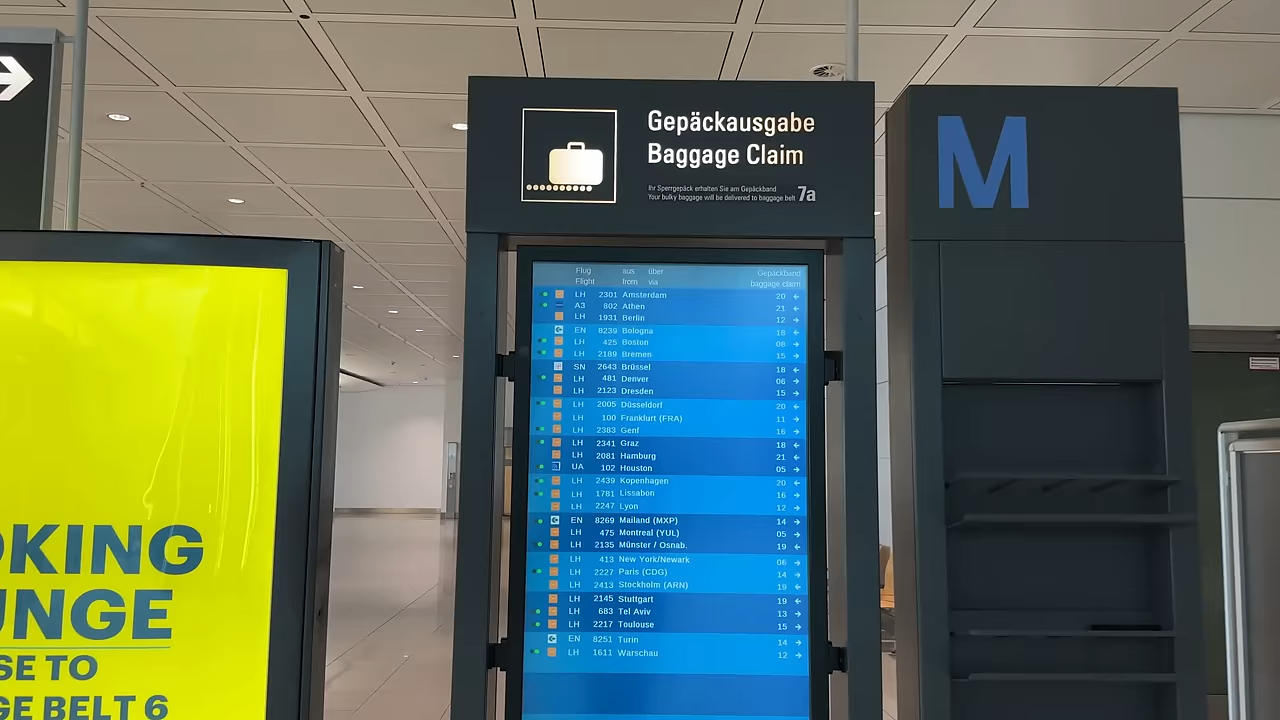 Gepäckausgabe
Baggage Claim
Ihr Sperrgepäck erhalten Sie am Gepäckband
Your bulky baggage will be delivered to baggage belt 7a
M
Flug aus über Gepäckband
Flight from via baggage claim
LH 2301 Amsterdam 20 ←
A3 802 Athen 21 ←
LH 1931 Berlin 12 →
EN 8239 Bologna 18 ←
LH 425 Boston 08 ←
LH 2189 Bremen 15 →
SN 2643 Brüssel 18 ←
LH 481 Denver 06 ←
LH 2123 Dresden 15 →
LH 2005 Düsseldorf 20 ←
LH 100 Frankfurt (FRA) 11 →
LH 2383 Genf 16 →
LH 2341 Graz 18 ←
LH 2081 Hamburg 21 ←
UA 102 Houston 05 →
LH 2439 Kopenhagen 20 ←
LH 1781 Lissabon 16 →
LH 2247 Lyon 12 →
EN 8269 Mailand (MXP) 14 →
LH 475 Montreal (YUL) 05 →
LH 2135 Münster / Osnab. 19 ←
LH 413 New York/Newark 06 →
LH 2227 Paris (CDG) 14 →
LH 2413 Stockholm (ARN) 19 ←
LH 2145 Stuttgart 19 ←
LH 683 Tel Aviv 13 →
LH 2217 Toulouse 15 →
EN 8251 Turin 14 →
LH 1611 Warschau 12 →
OKING
UNGE
SE TO
GE BELT 6